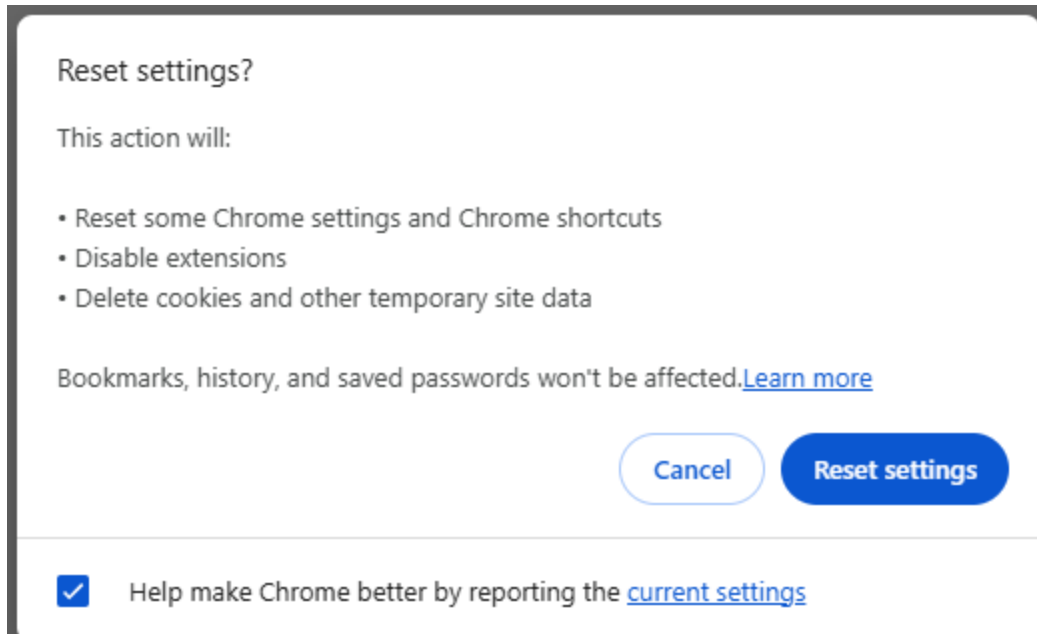 Reset settings?
This action will:
• Reset some Chrome settings and Chrome shortcuts
• Disable extensions
• Delete cookies and other temporary site data
Bookmarks, history, and saved passwords won't be affected.Learn more
Cancel Reset settings
Help make Chrome better by reporting the current settings